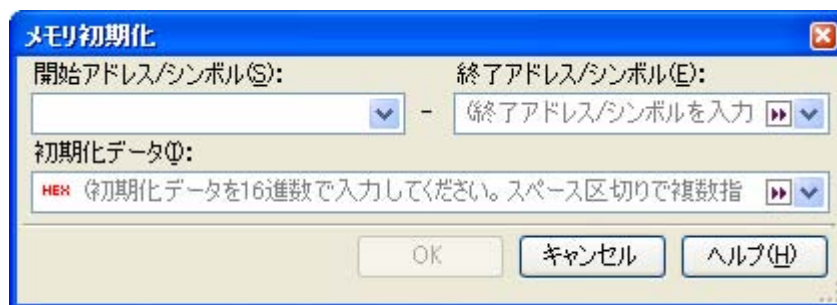 メモリ初期化
開始アドレス/シンボル(S): 終了アドレス/シンボル(E):
- (終了アドレス/シンボルを入力
初期化データ(I):
HEX (初期化データを16進数で入力してください。スペース区切りで複数指
OK キャンセル ヘルプ(H)